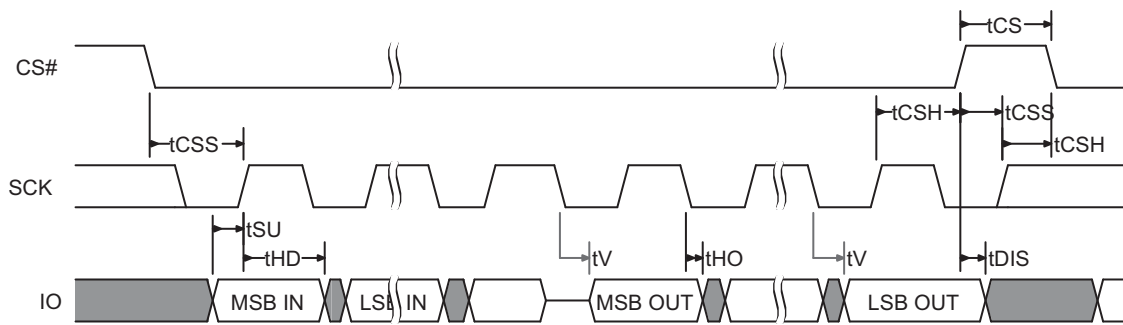 tCS
CS#
tCSH
tCSS
tCSS
tCSH
SCK
tSU
tHD
tV
tHO
tV
tDIS
IO
MSB IN
LSB IN
MSB OUT
LSB OUT